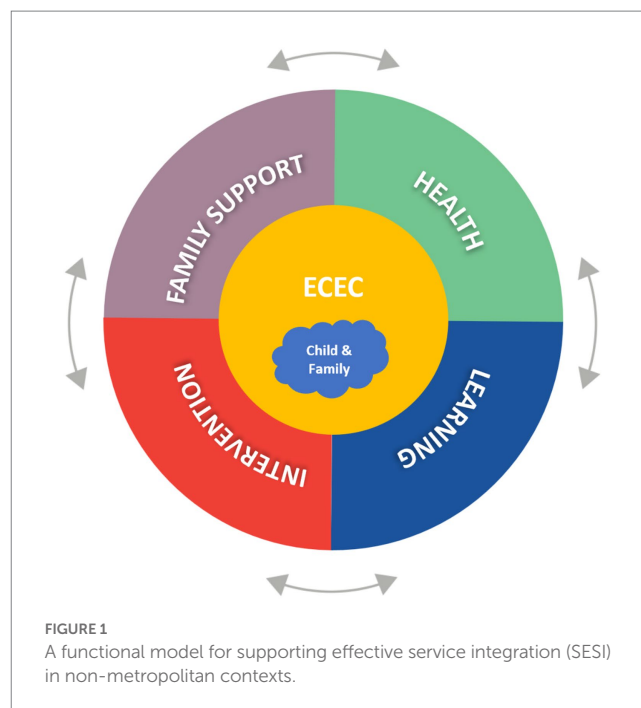 FAMILY SUPPORT
HEALTH
ECEC
Child &
Family
INTERVENTION
LEARNING
FIGURE 1
A functional model for supporting effective service integration (SESI)
in non-metropolitan contexts.